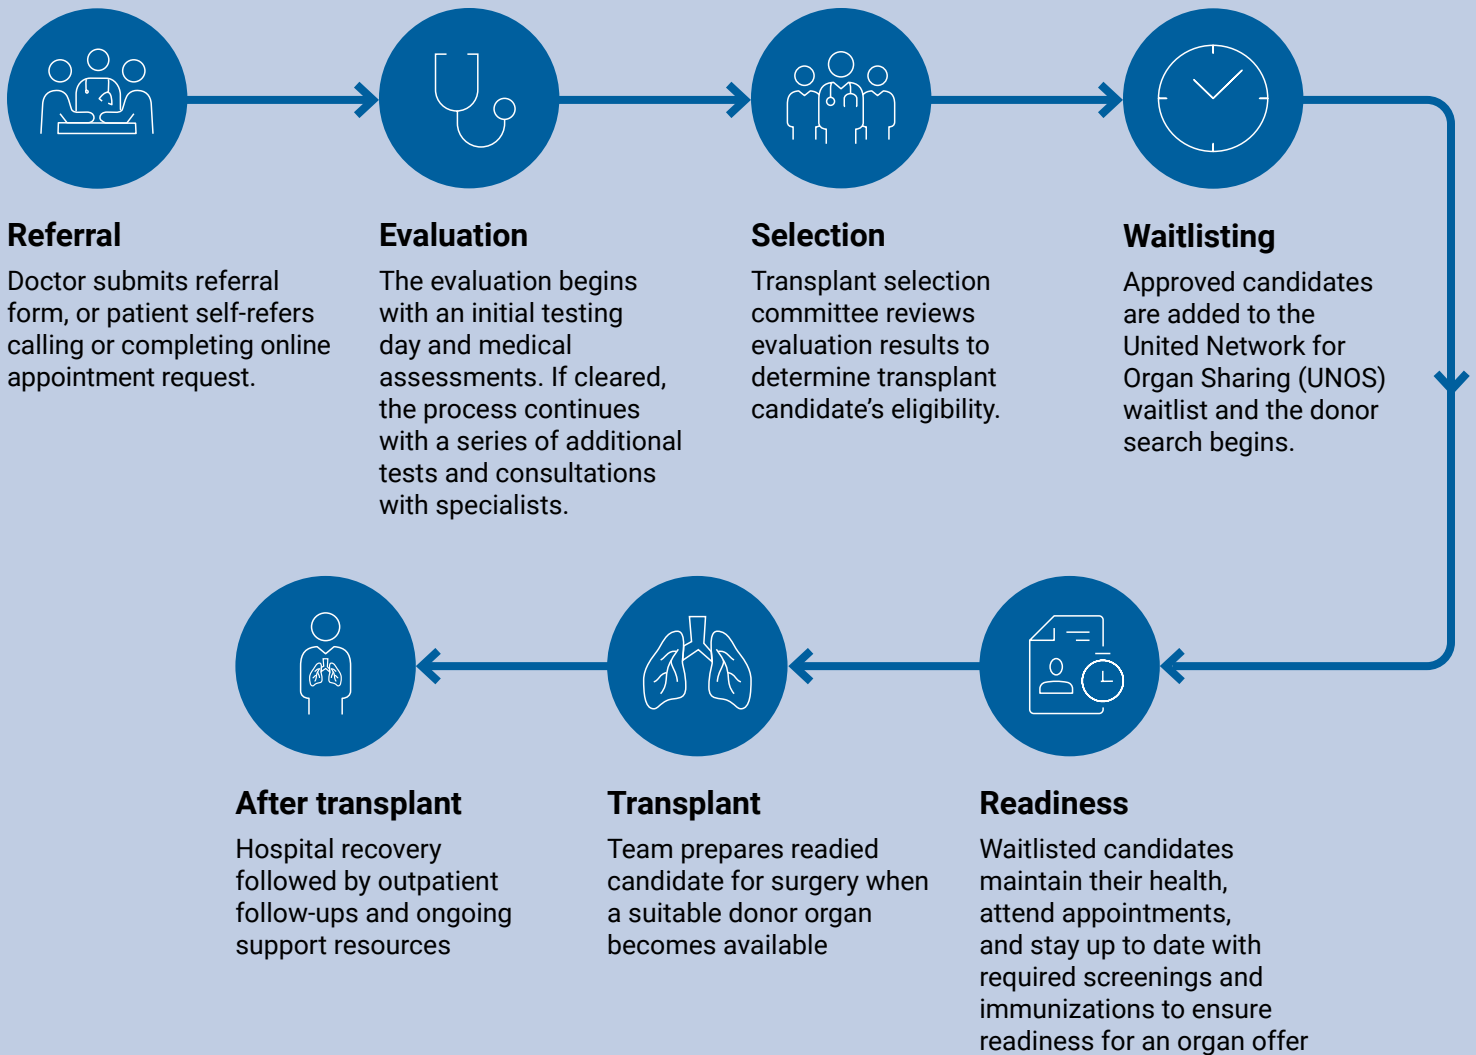 Referral
Doctor submits referral
form, or patient self-refers
calling or completing online
appointment request.
Evaluation
The evaluation begins
with an initial testing
day and medical
assessments. If cleared,
the process continues
with a series of additional
tests and consultations
with specialists.
Selection
Transplant selection
committee reviews
evaluation results to
determine transplant
candidate’s eligibility.
Waitlisting
Approved candidates
are added to the
United Network for
Organ Sharing (UNOS)
waitlist and the donor
search begins.
Readiness
Waitlisted candidates
maintain their health,
attend appointments,
and stay up to date with
required screenings and
immunizations to ensure
readiness for an organ offer
Transplant
Team prepares readied
candidate for surgery when
a suitable donor organ
becomes available
After transplant
Hospital recovery
followed by outpatient
follow-ups and ongoing
support resources